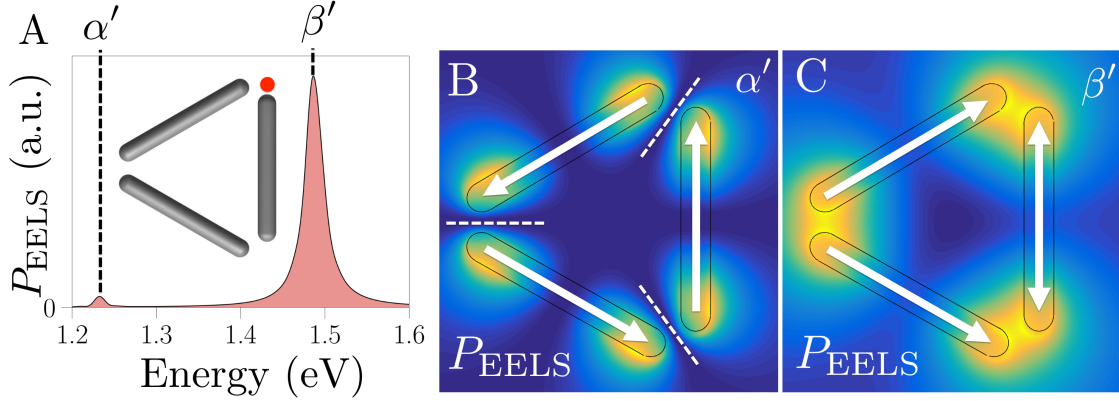 A
α′
β′
P_EELS (a.u.)
0
1.2
1.3
1.4
1.5
1.6
Energy (eV)
B
α′
P_EELS
C
β′
P_EELS